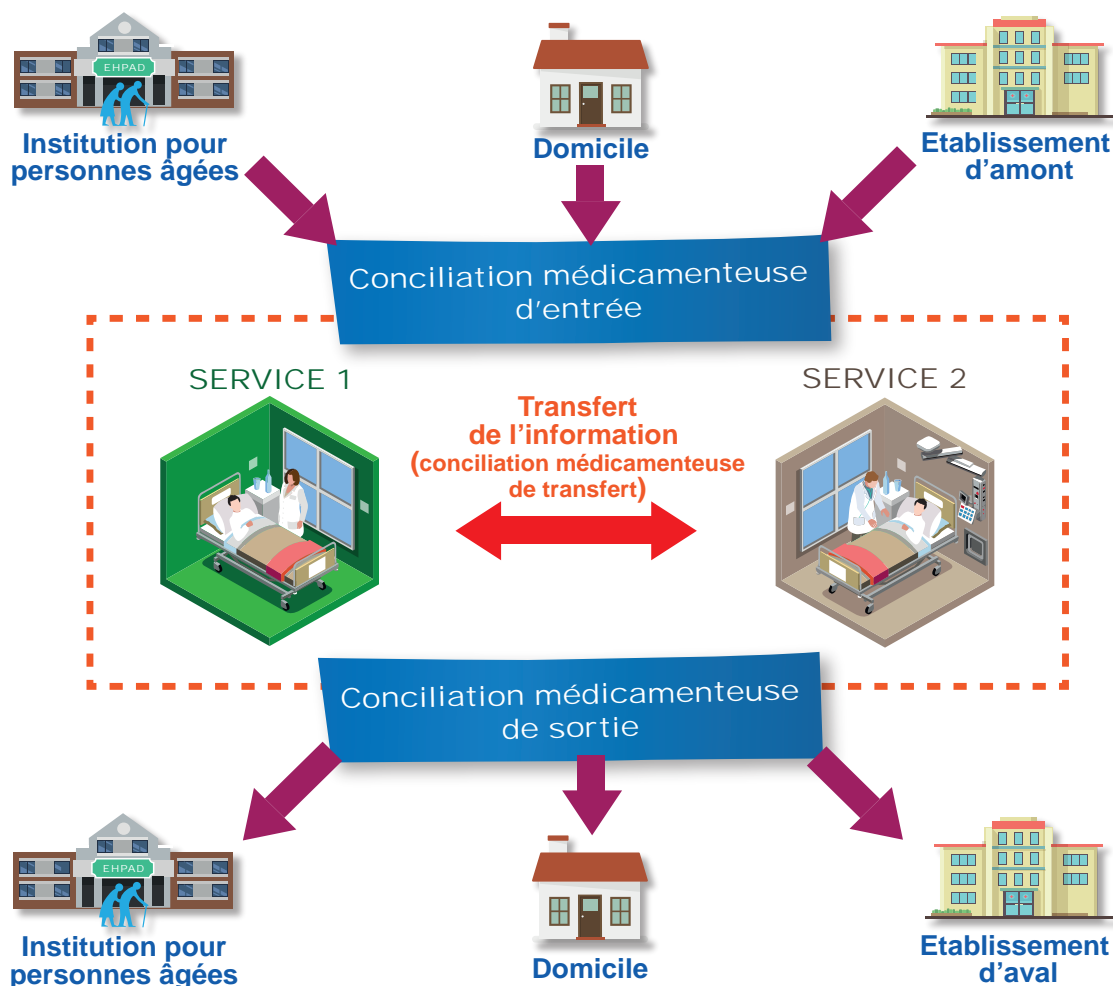 EHPAD
Institution pour
personnes âgées
Domicile
Etablissement
d'amont
Conciliation médicamenteuse
d'entrée
SERVICE 1
SERVICE 2
Transfert
de l'information
(conciliation médicamenteuse
de transfert)
Conciliation médicamenteuse
de sortie
EHPAD
Institution pour
personnes âgées
Domicile
Etablissement
d'aval